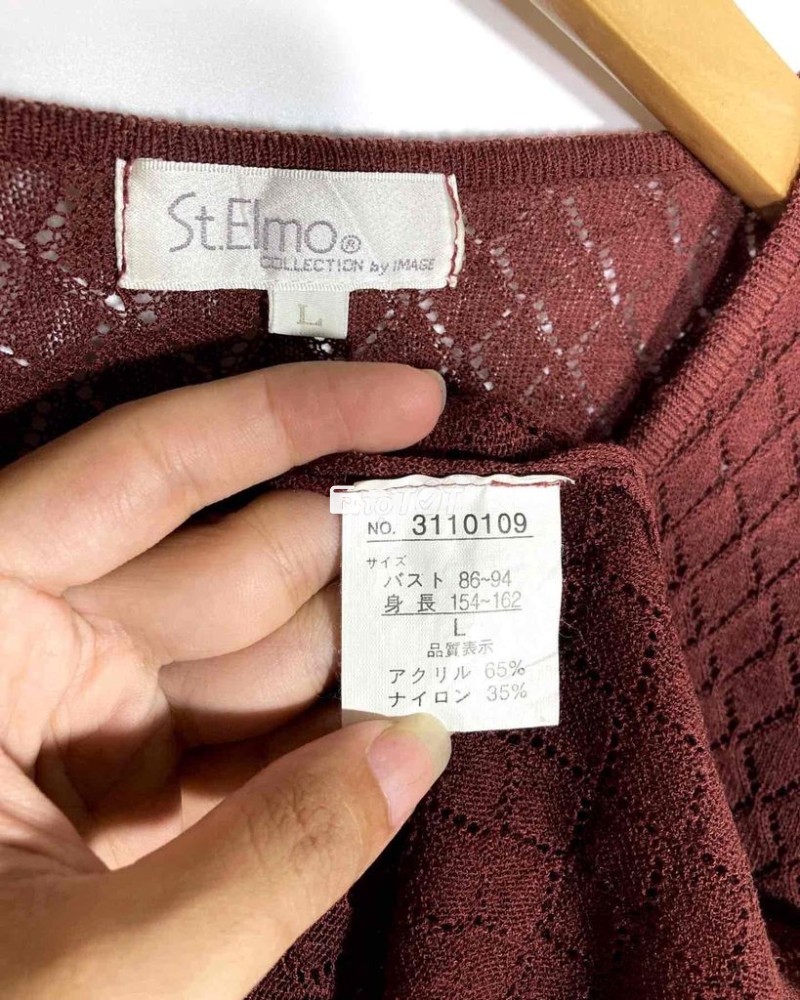 St.Elmo®
COLLECTION by IMAGE
L
NO. 3110109
サイズ
バスト 86~94
身長 154~162
L
品質表示
アクリル 65%
ナイロン 35%